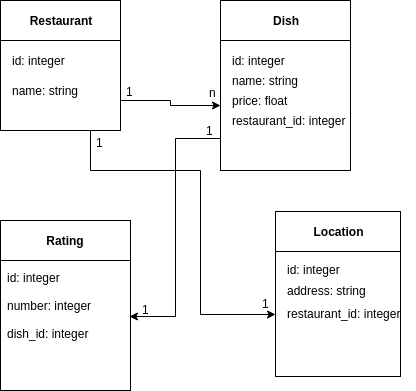 Restaurant
id: integer
name: string
1
n
1
Dish
id: integer
name: string
price: float
restaurant_id: integer
1
Rating
id: integer
number: integer
dish_id: integer
1
1
Location
id: integer
address: string
restaurant_id: integer